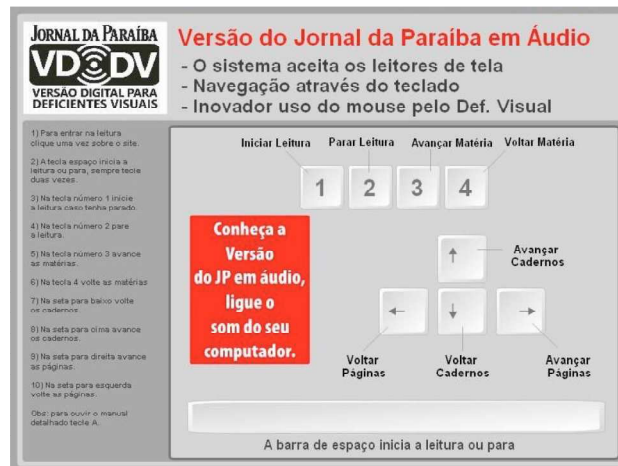 JORNAL DA PARAÍBA
VDDV
VERSÃO DIGITAL PARA
DEFICIENTES VISUAIS
Versão do Jornal da Paraíba em Áudio
- O sistema aceita os leitores de tela
- Navegação através do teclado
- Inovador uso do mouse pelo Def. Visual
1) Para entrar na leitura
clique uma vez sobre o site.
2) A tecla espaço inicia a
leitura ou para, sempre tecle
duas vezes.
3) Na tecla número 1 inicie
a leitura caso tenha parado.
4) Na tecla número 2 pare
a leitura.
5) Na tecla número 3 avance
as matérias.
6) Na tecla 4 volte as matérias
7) Na seta para baixo volte
os cadernos.
8) Na seta para cima avance
os cadernos.
9) Na seta para direita avance
as páginas.
10) Na seta para esquerda
volte as páginas.
Obs: para ouvir o manual
detalhado tecle A.
Iniciar Leitura Parar Leitura Avançar Matéria Voltar Matéria
1 2 3 4
Conheça a
Versão
do JP em áudio,
ligue o
som do seu
computador.
Avançar
Cadernos
Voltar
Páginas
Voltar
Cadernos
Avançar
Páginas
A barra de espaço inicia a leitura ou para